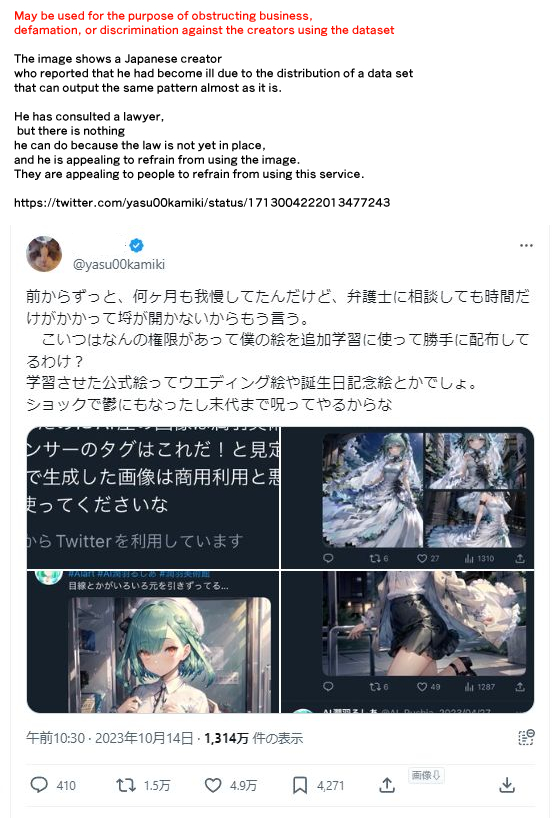 May be used for the purpose of obstructing business,
defamation, or discrimination against the creators using the dataset
The image shows a Japanese creator
who reported that he had become ill due to the distribution of a data set
that can output the same pattern almost as it is.
He has consulted a lawyer,
but there is nothing
he can do because the law is not yet in place,
and he is appealing to refrain from using the image.
They are appealing to people to refrain from using this service.
https://twitter.com/yasu00kamiki/status/1713004222013477243
@yasu00kamiki
前からずっと、何ヶ月も我慢してたんだけど、弁護士に相談しても時間だ
けがかかって埒が開かないからもう言う。
こいつはなんの権限があって僕の絵を追加学習に使って勝手に配布して
るわけ？
学習させた公式絵ってウエディング絵や誕生日記念絵とかでしょ。
ショックで鬱にもなったし末代まで呪ってやるからな
ンサーのタグはこれだ！と見定
で生成した画像は商用利用と悪
使ってくださいな
からTwitterを利用しています
6 27 1310
#AIart #AI潤羽るしあ #潤羽美術館
目線とかがいろいろ元を引きずってる...
6 49 1287
AI潤羽るしあ @AI_Rushia 2023/04/27
午前10:30 · 2023年10月14日 · 1,314万 件の表示
410 1.5万 4.9万 4,271 画像⇩